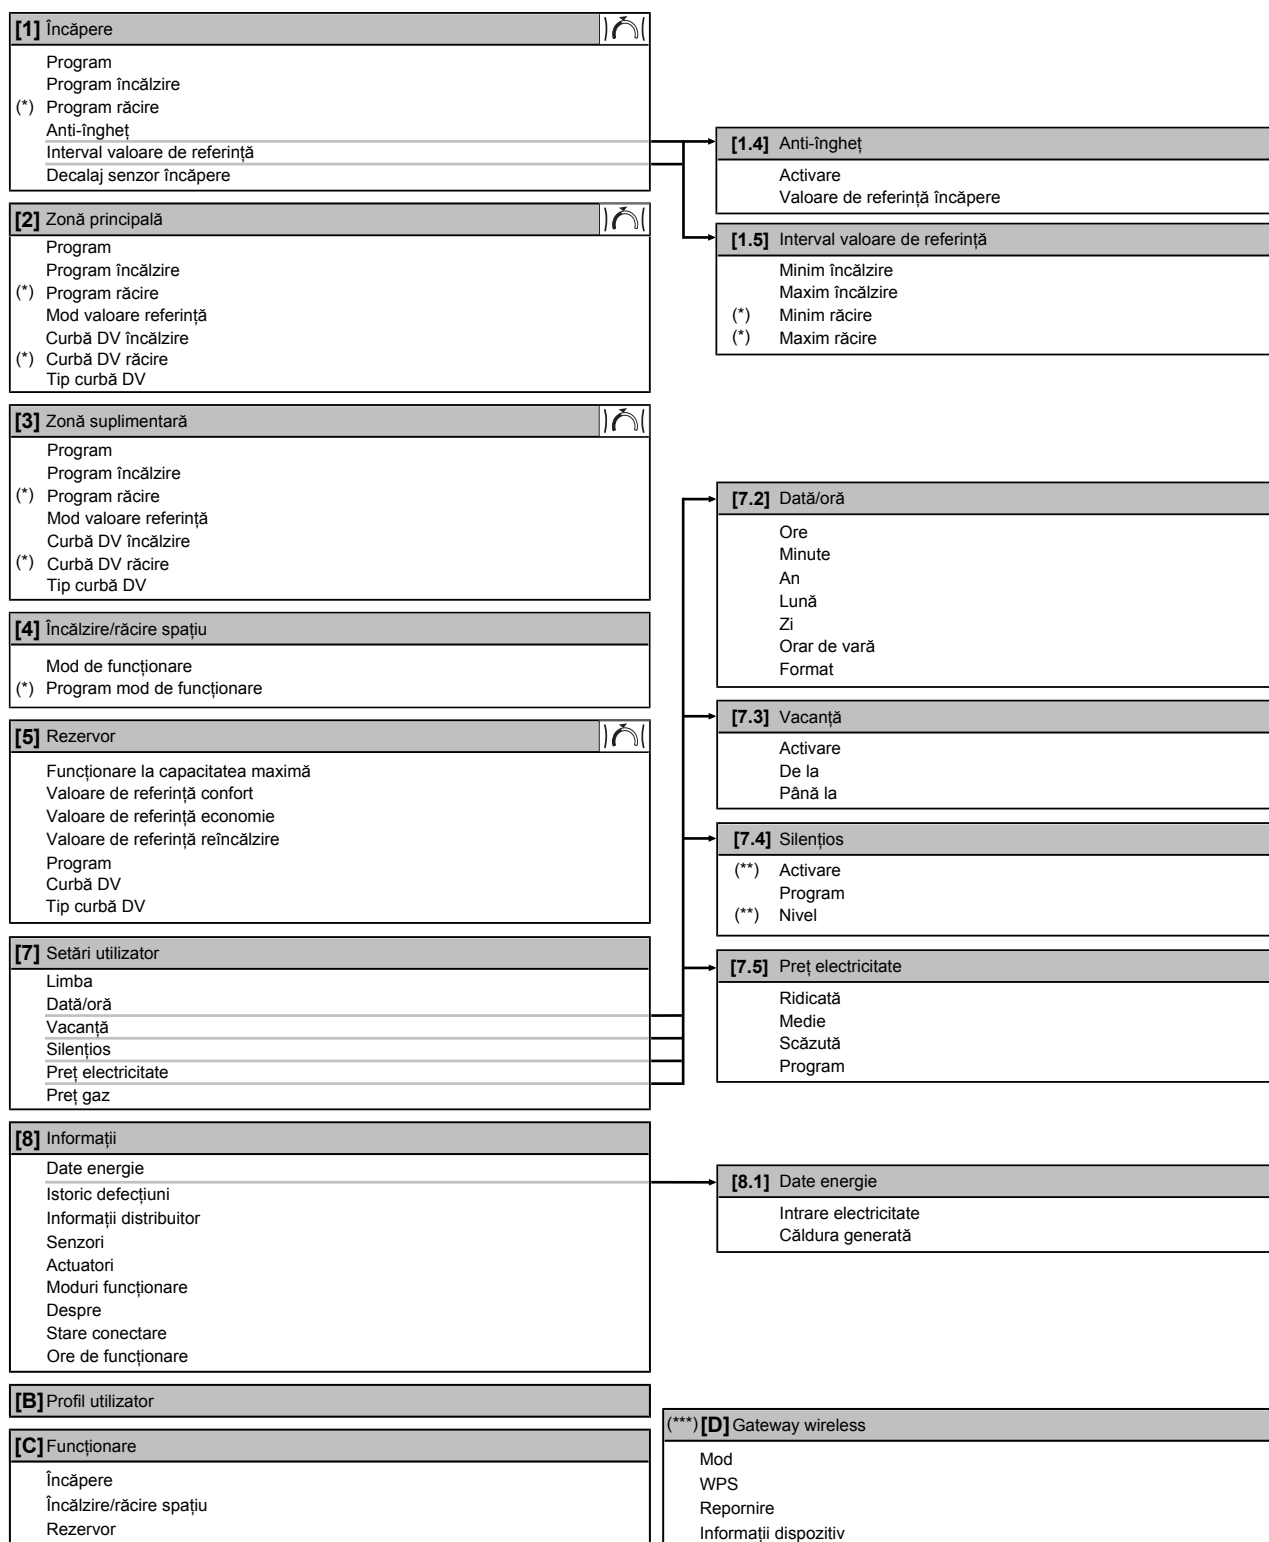 [1] Încăpere
Program
Program încălzire
(*) Program răcire
Anti-îngheț
Interval valoare de referință
Decalaj senzor încăpere
[1.4] Anti-îngheț
Activare
Valoare de referință încăpere
[1.5] Interval valoare de referință
Minim încălzire
Maxim încălzire
(*) Minim răcire
(*) Maxim răcire
[2] Zonă principală
Program
Program încălzire
(*) Program răcire
Mod valoare referință
Curbă DV încălzire
(*) Curbă DV răcire
Tip curbă DV
[3] Zonă suplimentară
Program
Program încălzire
(*) Program răcire
Mod valoare referință
Curbă DV încălzire
(*) Curbă DV răcire
Tip curbă DV
[4] Încălzire/răcire spațiu
Mod de funcționare
(*) Program mod de funcționare
[5] Rezervor
Funcționare la capacitatea maximă
Valoare de referință confort
Valoare de referință economie
Valoare de referință reîncălzire
Program
Curbă DV
Tip curbă DV
[7] Setări utilizator
Limba
Dată/oră
Vacanță
Silențios
Preț electricitate
Preț gaz
[7.2] Dată/oră
Ore
Minute
An
Lună
Zi
Orar de vară
Format
[7.3] Vacanță
Activare
De la
Până la
[7.4] Silențios
(**) Activare
Program
(**) Nivel
[7.5] Preț electricitate
Ridicată
Medie
Scăzută
Program
[8] Informații
Date energie
Istoric defecțiuni
Informații distribuitor
Senzori
Actuatori
Moduri funcționare
Despre
Stare conectare
Ore de funcționare
[8.1] Date energie
Intrare electricitate
Căldura generată
[B] Profil utilizator
[C] Funcționare
Încăpere
Încălzire/răcire spațiu
Rezervor
(***) [D] Gateway wireless
Mod
WPS
Repornire
Informații dispozitiv